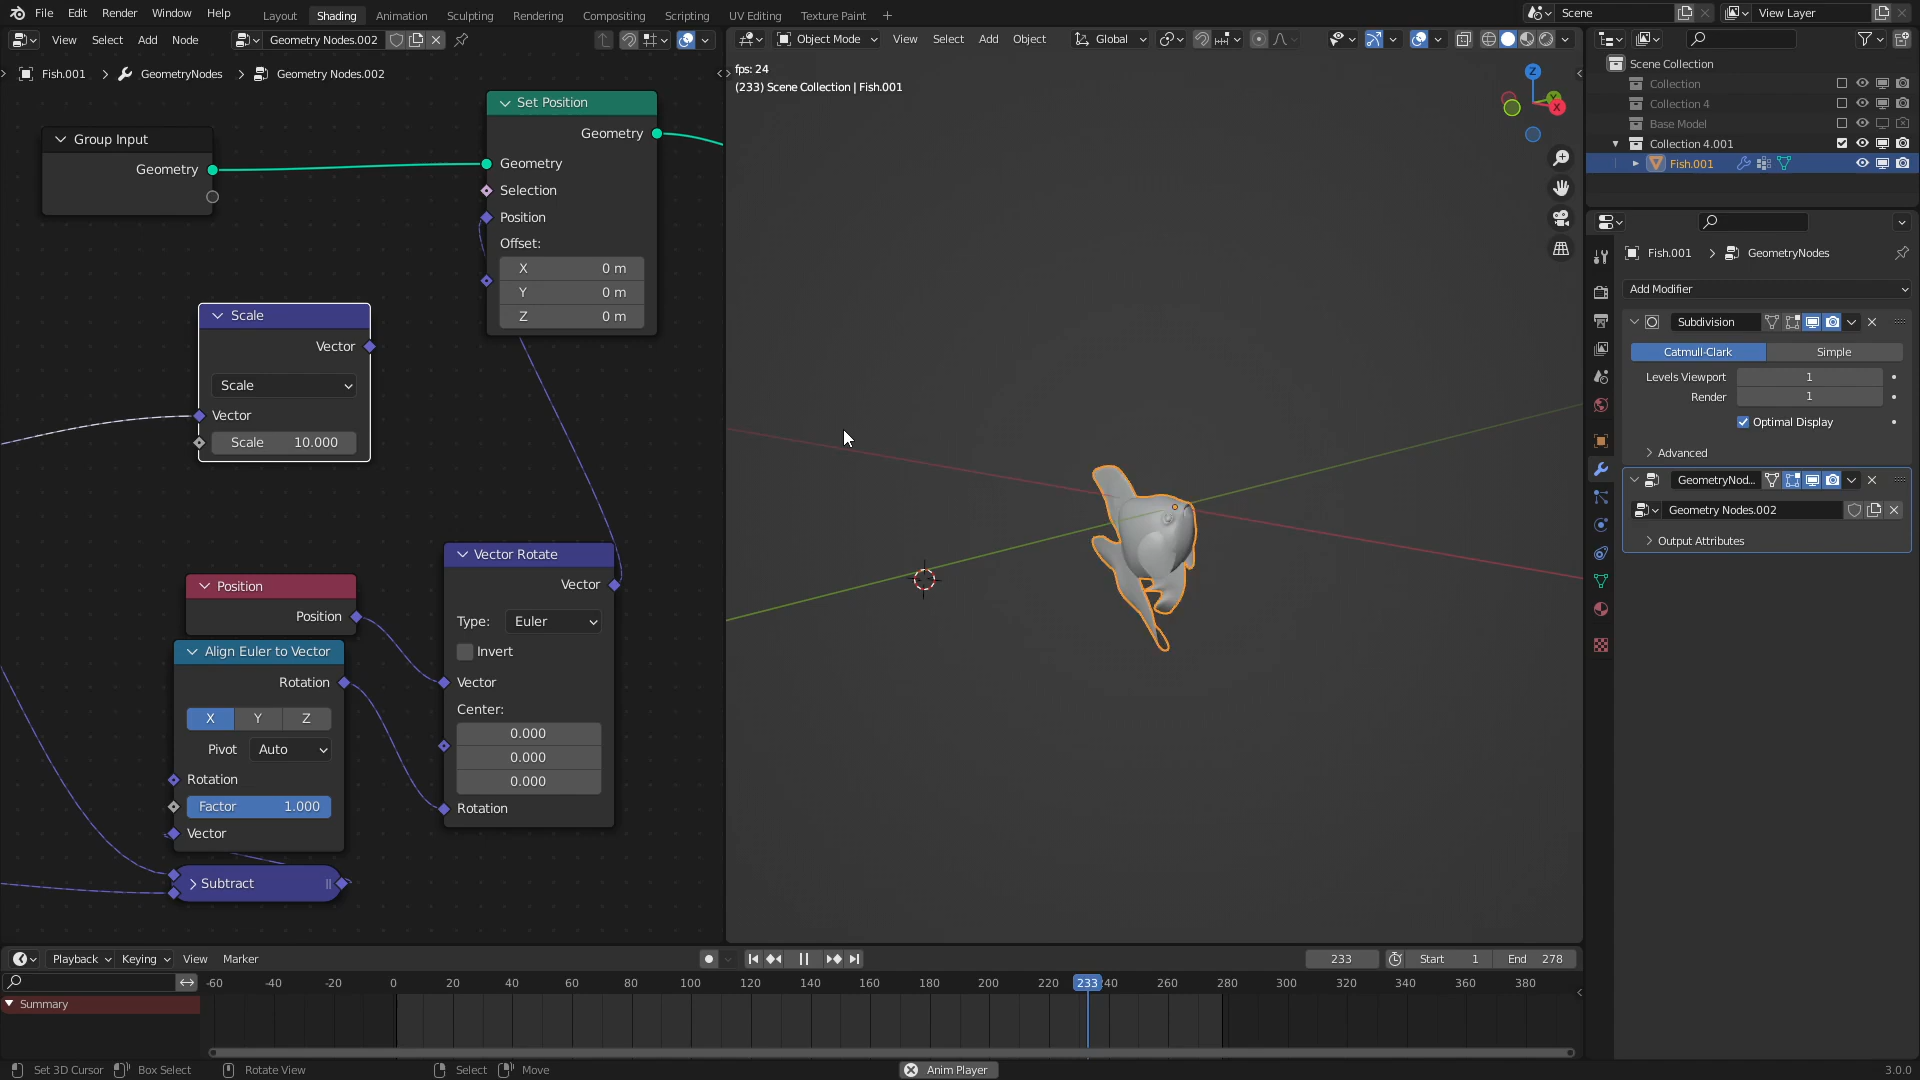 File Edit Render Window Help
Layout Shading Animation Sculpting Rendering Compositing Scripting UV Editing Texture Paint +
Scene
View Layer
View Select Add Node
Geometry Nodes.002
Object Mode
View Select Add Object
Global
Fish.001 > GeometryNodes > Geometry Nodes.002
fps: 24
(233) Scene Collection | Fish.001
Group Input
Geometry
Set Position
Geometry
Geometry
Selection
Position
Offset:
X 0 m
Y 0 m
Z 0 m
Scale
Vector
Scale
Vector
Scale 10.000
Position
Position
Align Euler to Vector
Rotation
X Y Z
Pivot Auto
Rotation
Factor 1.000
Vector
Subtract
Vector Rotate
Vector
Type: Euler
Invert
Vector
Center:
0.000
0.000
0.000
Rotation
Z
Y
X
Scene Collection
Collection
Collection 4
Base Model
Collection 4.001
Fish.001
Fish.001 > GeometryNodes
Add Modifier
Subdivision
Catmull-Clark Simple
Levels Viewport 1
Render 1
Optimal Display
Advanced
GeometryNod...
Geometry Nodes.002
Output Attributes
Playback Keying View Marker
233
Start 1
End 278
-60 -40 -20 0 20 40 60 80 100 120 140 160 180 200 220 233 40 260 280 300 320 340 360 380
Summary
Set 3D Cursor Box Select Rotate View Select Move
Anim Player
3.0.0